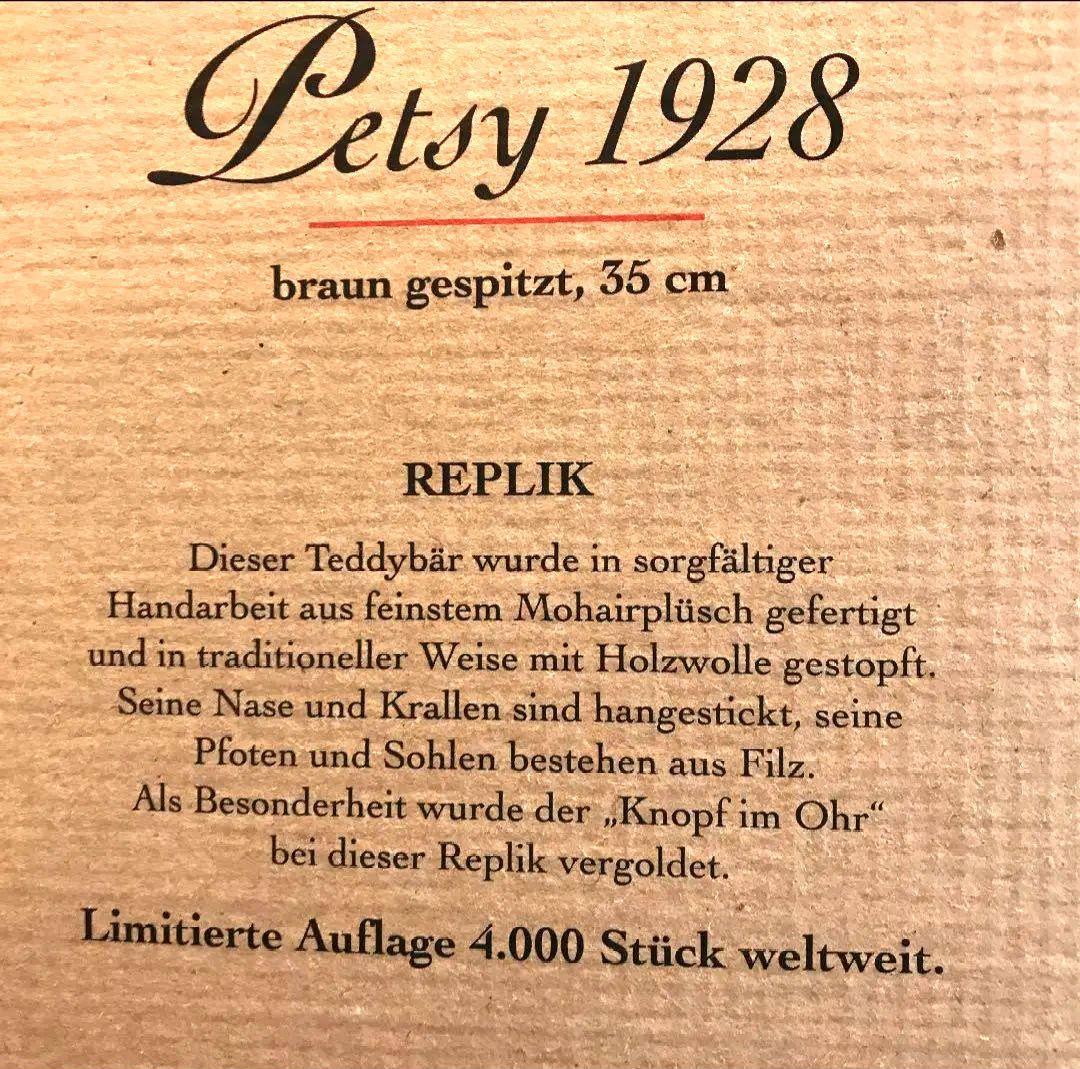 Petsy 1928
braun gespitzt, 35 cm
REPLIK
Dieser Teddybär wurde in sorgfältiger
Handarbeit aus feinstem Mohairplüsch gefertigt
und in traditioneller Weise mit Holzwolle gestopft.
Seine Nase und Krallen sind hangestickt, seine
Pfoten und Sohlen bestehen aus Filz.
Als Besonderheit wurde der „Knopf im Ohr“
bei dieser Replik vergoldet.
Limitierte Auflage 4.000 Stück weltweit.